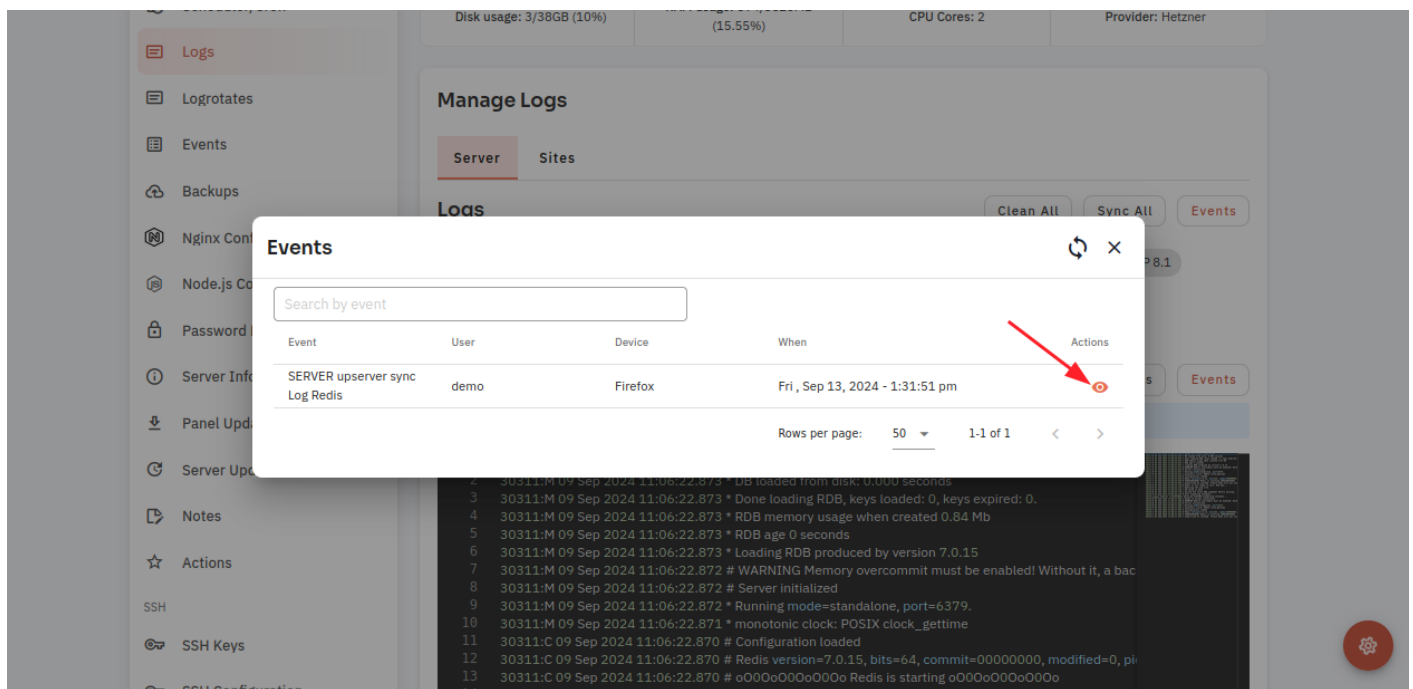 Disk usage: 3/38GB (10%)
(15.55%)
CPU Cores: 2
Provider: Hetzner
Logs
Logrotates
Events
Backups
Nginx Conf
Node.js Co
Password
Server Info
Panel Upd
Server Upd
Notes
Actions
SSH
SSH Keys
SSH Configuration
Manage Logs
Server Sites
Logs
Clean All Sync All Events
P 8.1
Events
Search by event
Event User Device When Actions
SERVER upserver sync
Log Redis
demo Firefox Fri , Sep 13, 2024 - 1:31:51 pm
Rows per page: 50 1-1 of 1
s Events
2 30311:M 09 Sep 2024 11:06:22.873 * DB loaded from disk: 0.000 seconds
3 30311:M 09 Sep 2024 11:06:22.873 * Done loading RDB, keys loaded: 0, keys expired: 0.
4 30311:M 09 Sep 2024 11:06:22.873 * RDB memory usage when created 0.84 Mb
5 30311:M 09 Sep 2024 11:06:22.873 * RDB age 0 seconds
6 30311:M 09 Sep 2024 11:06:22.873 * Loading RDB produced by version 7.0.15
7 30311:M 09 Sep 2024 11:06:22.872 # WARNING Memory overcommit must be enabled! Without it, a bac
8 30311:M 09 Sep 2024 11:06:22.872 # Server initialized
9 30311:M 09 Sep 2024 11:06:22.872 * Running mode=standalone, port=6379.
10 30311:M 09 Sep 2024 11:06:22.871 * monotonic clock: POSIX clock_gettime
11 30311:C 09 Sep 2024 11:06:22.870 # Configuration loaded
12 30311:C 09 Sep 2024 11:06:22.870 # Redis version=7.0.15, bits=64, commit=00000000, modified=0, pi
13 30311:C 09 Sep 2024 11:06:22.870 # oO0OoO0OoO0Oo Redis is starting oO0OoO0OoO0Oo